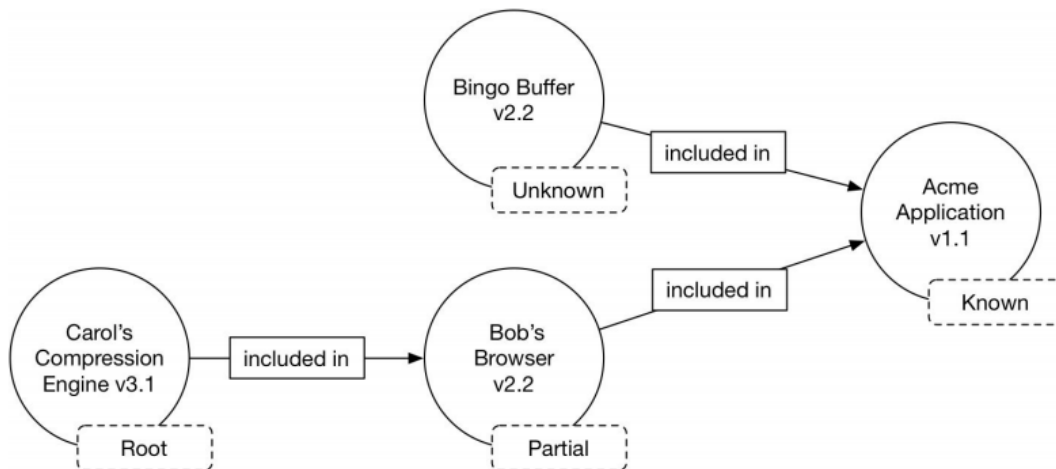 Bingo Buffer
v2.2
Unknown
included in
Acme
Application
v1.1
Known
included in
Carol's
Compression
Engine v3.1
Root
included in
Bob's
Browser
v2.2
Partial